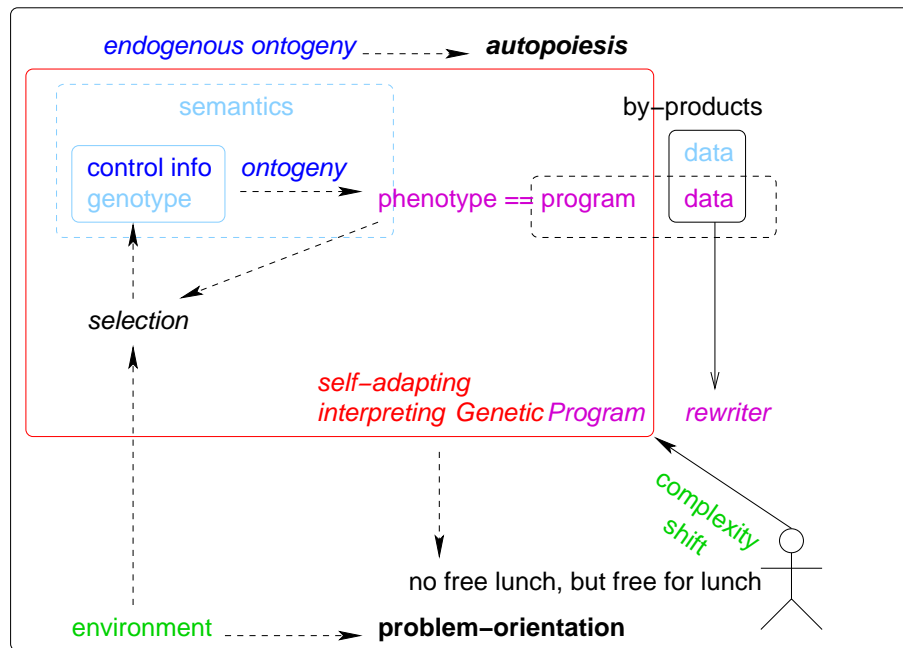 endogenous ontogeny autopoiesis
semantics
by−products
control info ontogeny data
genotype phenotype == program data
selection
self−adapting
interpreting Genetic Program rewriter
complexity
shift
no free lunch, but free for lunch
environment problem−orientation